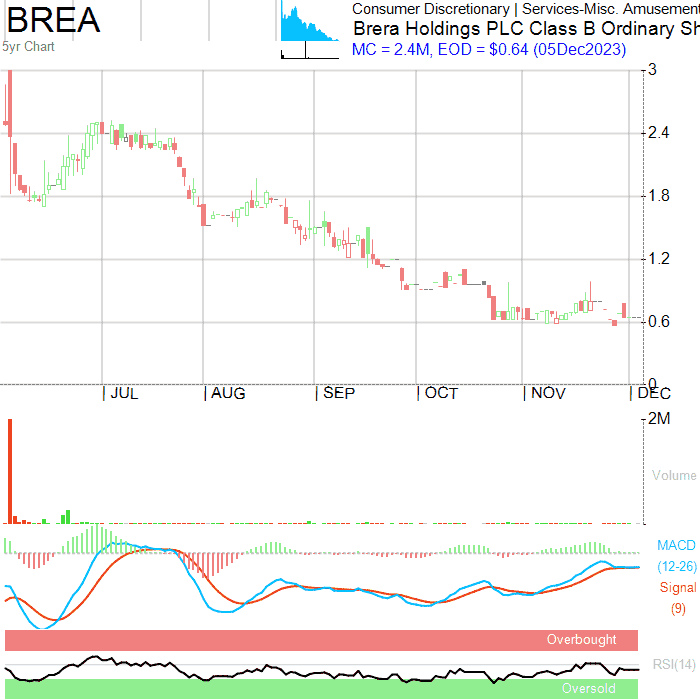 BREA
5yr Chart
Consumer Discretionary | Services-Misc. Amusement
Brera Holdings PLC Class B Ordinary Sh
MC = 2.4M, EOD = $0.64 (05Dec2023)
3
2.4
1.8
1.2
0.6
0
JUL
AUG
SEP
OCT
NOV
DEC
2M
Volume
MACD
(12-26)
Signal
(9)
Overbought
RSI(14)
Oversold